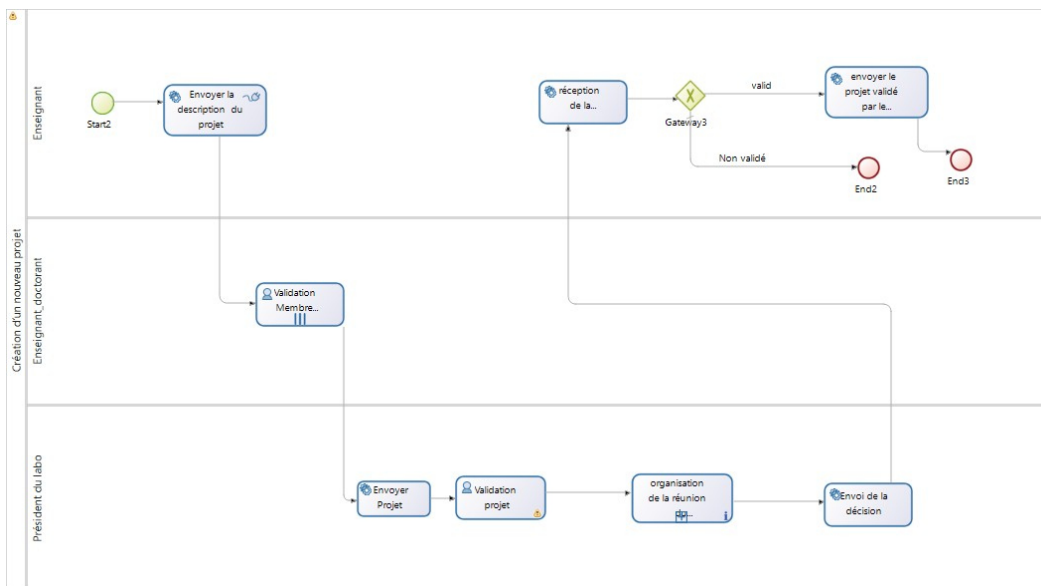 Création d'un nouveau projet
Enseignant
Start2
Envoyer la
description du
projet
réception
de la...
Gateway3
valid
Non validé
envoyer le
projet validé
par le...
End2
End3
Enseignant_doctorant
Validation
Membre...
Président du labo
Envoyer
Projet
Validation
projet
organisation
de la réunion
Envoi de la
décision